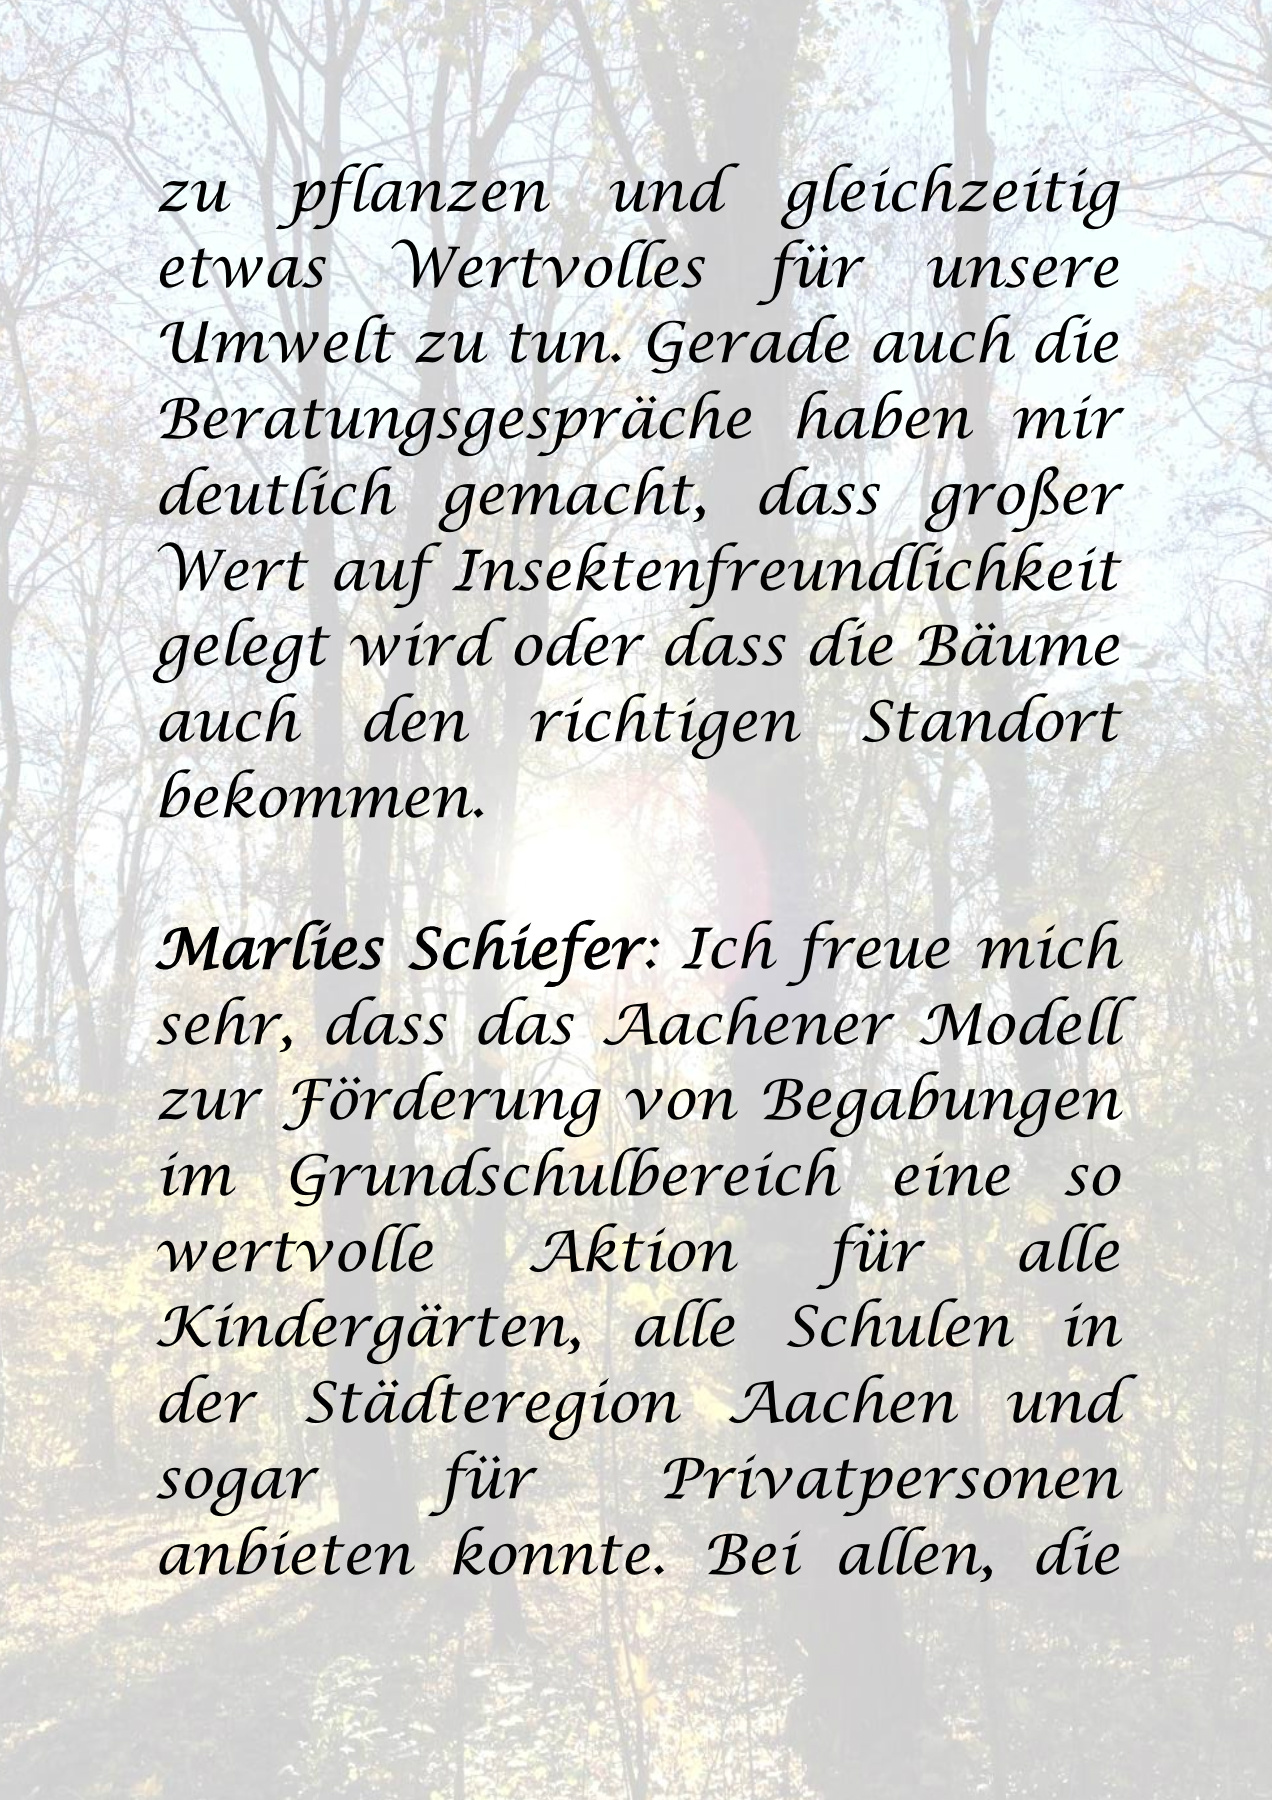 zu pflanzen und gleichzeitig
etwas Wertvolles für unsere
Umwelt zu tun. Gerade auch die
Beratungsgespräche haben mir
deutlich gemacht, dass großer
Wert auf Insektenfreundlichkeit
gelegt wird oder dass die Bäume
auch den richtigen Standort
bekommen.
Marlies Schiefer: Ich freue mich
sehr, dass das Aachener Modell
zur Förderung von Begabungen
im Grundschulbereich eine so
wertvolle Aktion für alle
Kindergärten, alle Schulen in
der Städteregion Aachen und
sogar für Privatpersonen
anbieten konnte. Bei allen, die